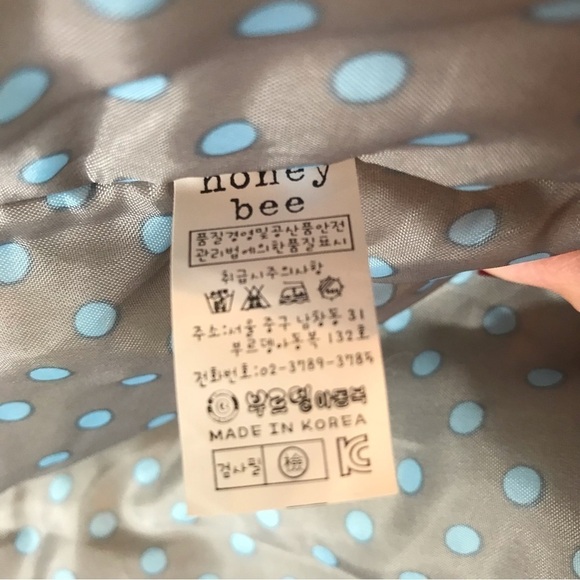 honey
bee
품질경영및공산품안전
관리법에의한품질표시
취급시주의사항
주소:서울 중구 남창동 31
부르뎅아동복 132호
전화번호:02-3789-3785
부르뎅아동복
MADE IN KOREA
검사필 檢 KC